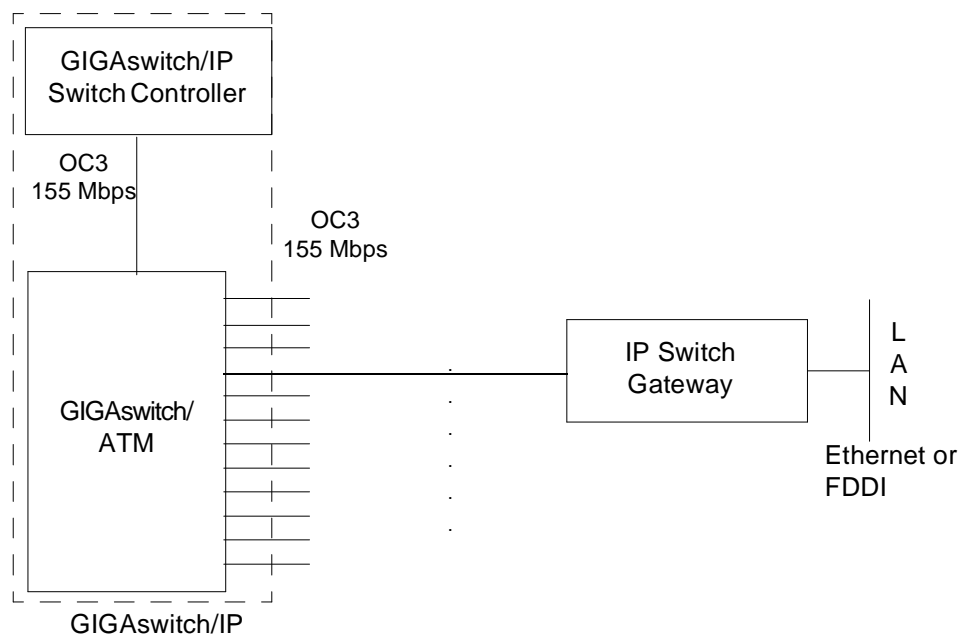 GIGAswitch/IP
Switch Controller
OC3
155 Mbps
OC3
155 Mbps
GIGAswitch/
ATM
IP Switch
Gateway
L
A
N
Ethernet or
FDDI
GIGAswitch/IP